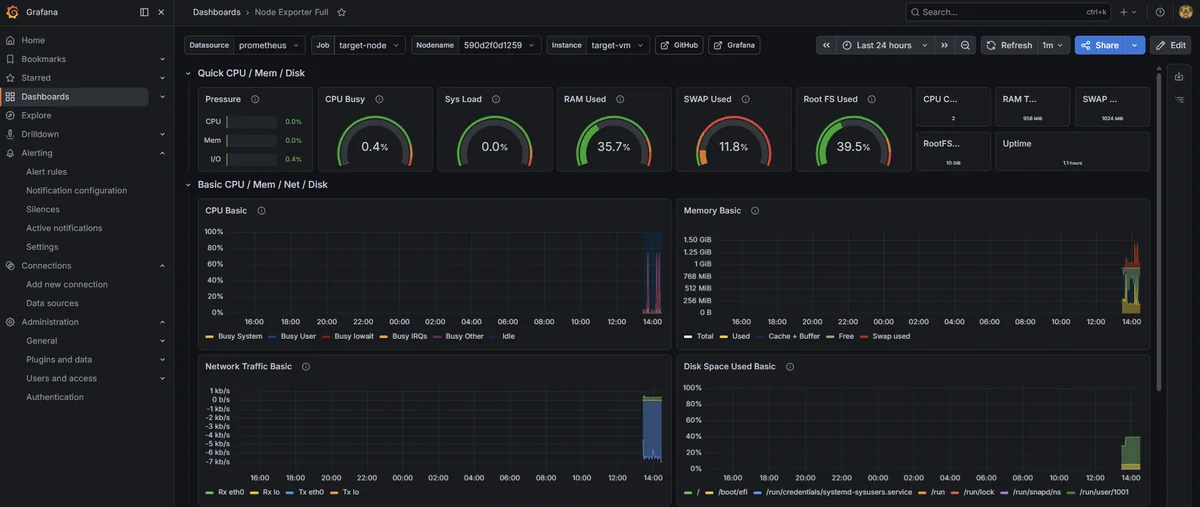 Grafana
Dashboards › Node Exporter Full
Search...
ctrl+k
Home
Bookmarks
Starred
Dashboards
Explore
Drilldown
Alerting
Alert rules
Notification configuration
Silences
Active notifications
Settings
Connections
Add new connection
Data sources
Administration
General
Plugins and data
Users and access
Authentication
Datasource prometheus Job target-node Nodename 590d2f0d1259 Instance target-vm GitHub Grafana
Last 24 hours Refresh 1m Share Edit
Quick CPU / Mem / Disk
Pressure
CPU 0.0%
Mem 0.0%
I/O 0.4%
CPU Busy
0.4%
Sys Load
0.0%
RAM Used
35.7%
SWAP Used
11.8%
Root FS Used
39.5%
CPU C...
2
RAM T...
958 MiB
SWAP ...
1024 MiB
RootFS...
10 GiB
Uptime
1.1 hours
Basic CPU / Mem / Net / Disk
CPU Basic
100%
80%
60%
40%
20%
0%
16:00 18:00 20:00 22:00 00:00 02:00 04:00 06:00 08:00 10:00 12:00 14:00
Busy System Busy User Busy Iowait Busy IRQs Busy Other Idle
Memory Basic
1.50 GiB
1.25 GiB
1 GiB
768 MiB
512 MiB
256 MiB
0 B
16:00 18:00 20:00 22:00 00:00 02:00 04:00 06:00 08:00 10:00 12:00 14:00
Total Used Cache + Buffer Free Swap used
Network Traffic Basic
1 kb/s
0 b/s
-1 kb/s
-2 kb/s
-3 kb/s
-4 kb/s
-5 kb/s
-6 kb/s
-7 kb/s
16:00 18:00 20:00 22:00 00:00 02:00 04:00 06:00 08:00 10:00 12:00 14:00
Rx eth0 Rx lo Tx eth0 Tx lo
Disk Space Used Basic
100%
80%
60%
40%
20%
0%
16:00 18:00 20:00 22:00 00:00 02:00 04:00 06:00 08:00 10:00 12:00 14:00
/ /boot/efi /run/credentials/systemd-sysusers.service /run /run/lock /run/snapd/ns /run/user/1001